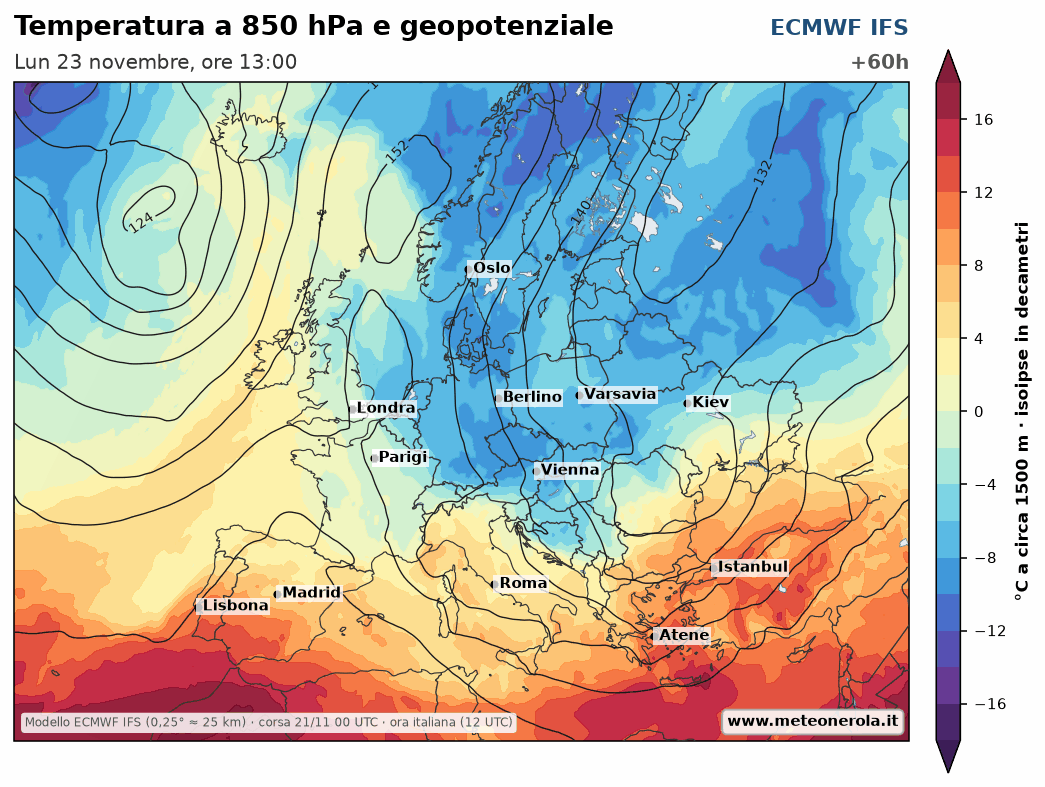 Temperatura a 850 hPa e geopotenziale
ECMWF IFS
Lun 23 novembre, ore 13:00
+60h
152
132
124
140
Oslo
Londra
Berlino
Varsavia
Kiev
Parigi
Vienna
Istanbul
Roma
Madrid
Lisbona
Atene
16
12
8
4
0
−4
−8
−12
−16
°C a circa 1500 m · isoipse in decametri
Modello ECMWF IFS (0,25° ≈ 25 km) · corsa 21/11 00 UTC · ora italiana (12 UTC)
www.meteonerola.it